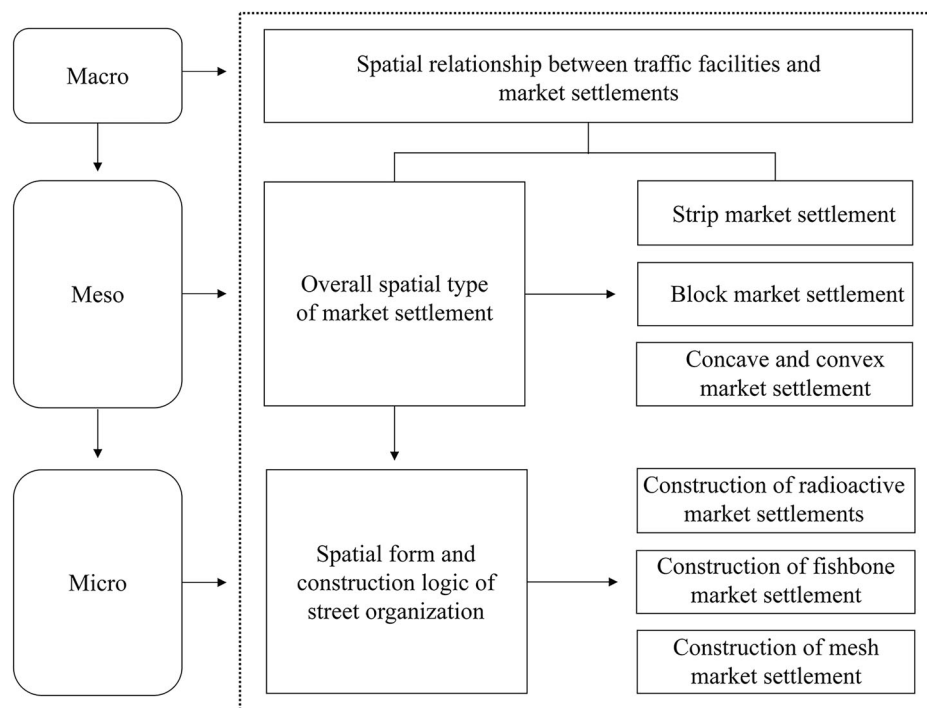 Macro
Spatial relationship between traffic facilities and
market settlements
Meso
Overall spatial type
of market settlement
Strip market settlement
Block market settlement
Concave and convex
market settlement
Micro
Spatial form and
construction logic of
street organization
Construction of radioactive
market settlements
Construction of fishbone
market settlement
Construction of mesh
market settlement